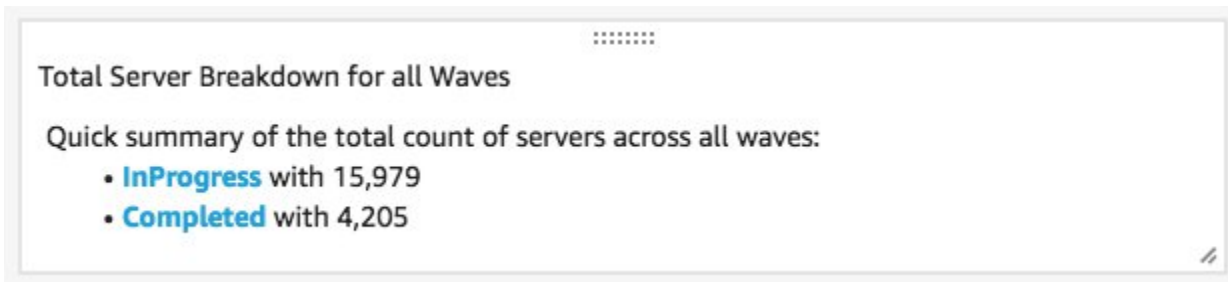 Total Server Breakdown for all Waves
Quick summary of the total count of servers across all waves:
• InProgress with 15,979
• Completed with 4,205